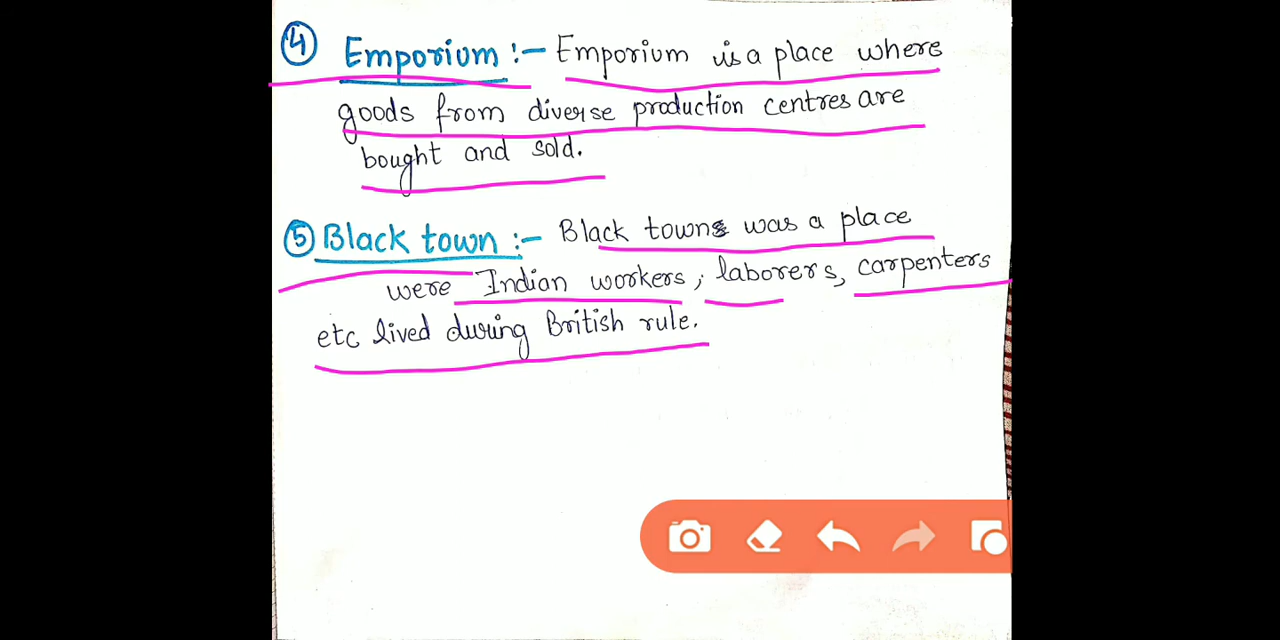 ④ Emporium :- Emporium is a place where
goods from diverse production centres are
bought and sold.
⑤ Black town :- Black towns was a place
were Indian workers, laborers, carpenters
etc lived during British rule.